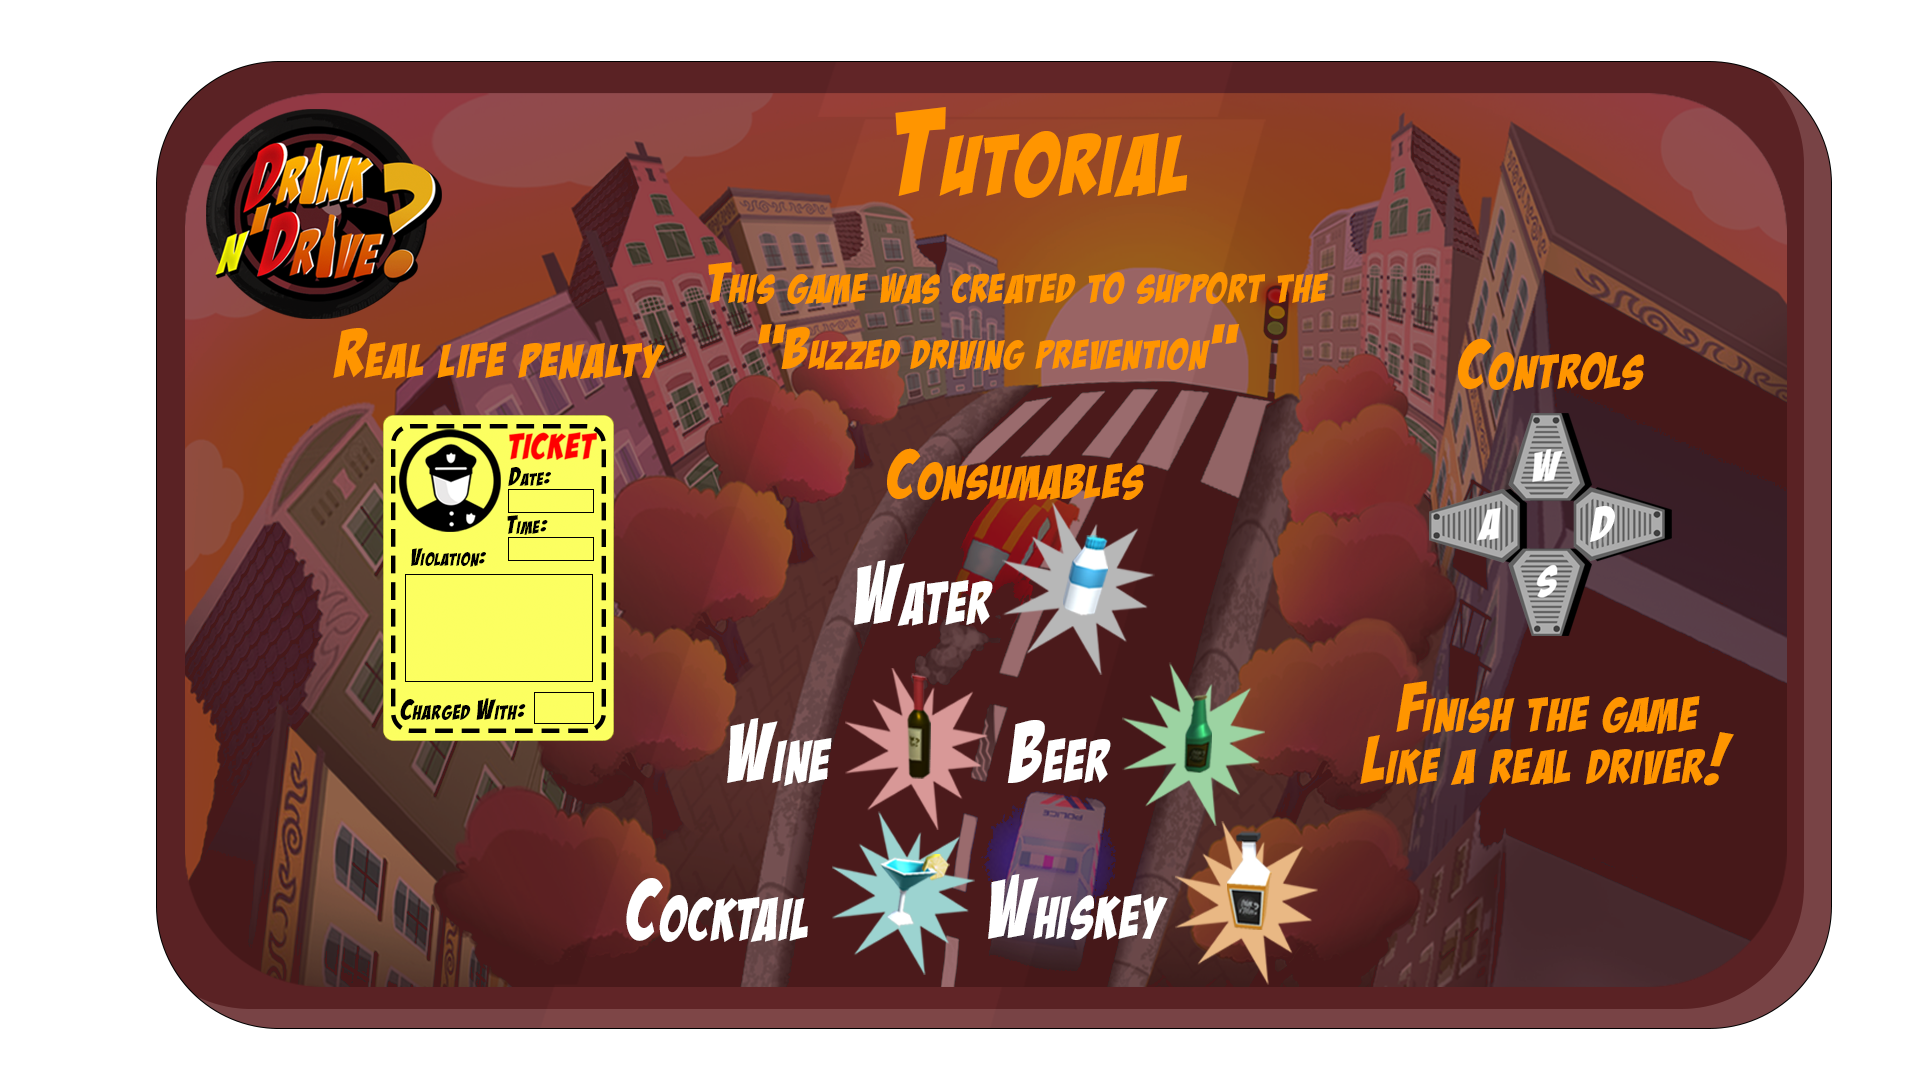 Drink
n' Drive?
Tutorial
This game was created to support the
"Buzzed driving prevention"
Real life penalty
TICKET
Date:
Time:
Violation:
Charged With:
Consumables
Water
Wine
Beer
Cocktail
Whiskey
POLICE
Controls
W
A
D
S
Finish the game
Like a real driver!